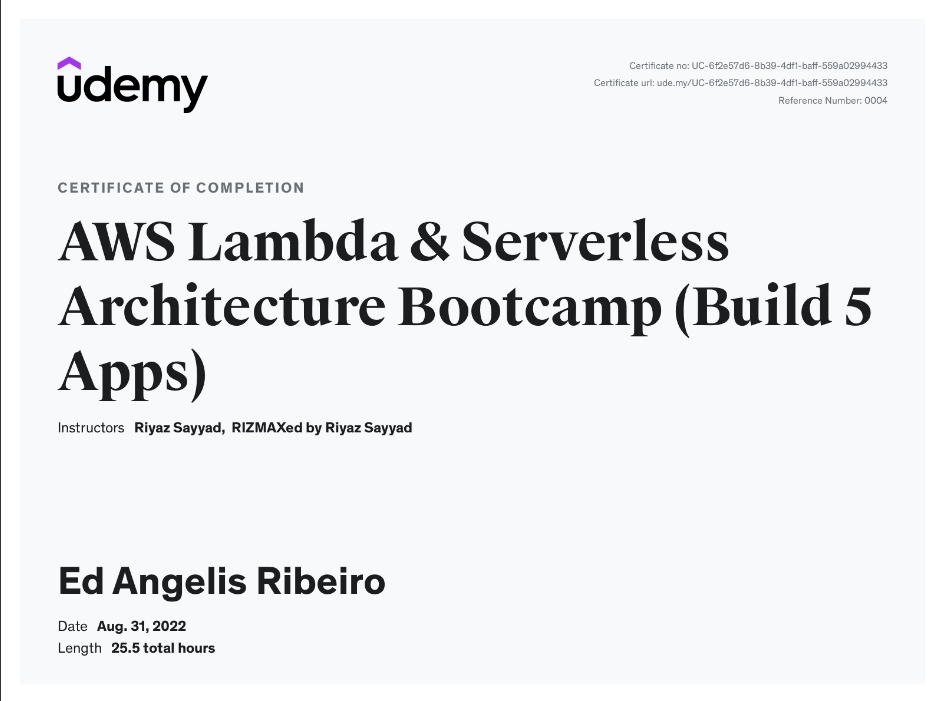 udemy
Certificate no: UC-6f2e57d6-8b39-4df1-baff-559a02994433
Certificate url: ude.my/UC-6f2e57d6-8b39-4df1-baff-559a02994433
Reference Number: 0004
CERTIFICATE OF COMPLETION
AWS Lambda & Serverless
Architecture Bootcamp (Build 5
Apps)
Instructors Riyaz Sayyad, RIZMAXed by Riyaz Sayyad
Ed Angelis Ribeiro
Date Aug. 31, 2022
Length 25.5 total hours